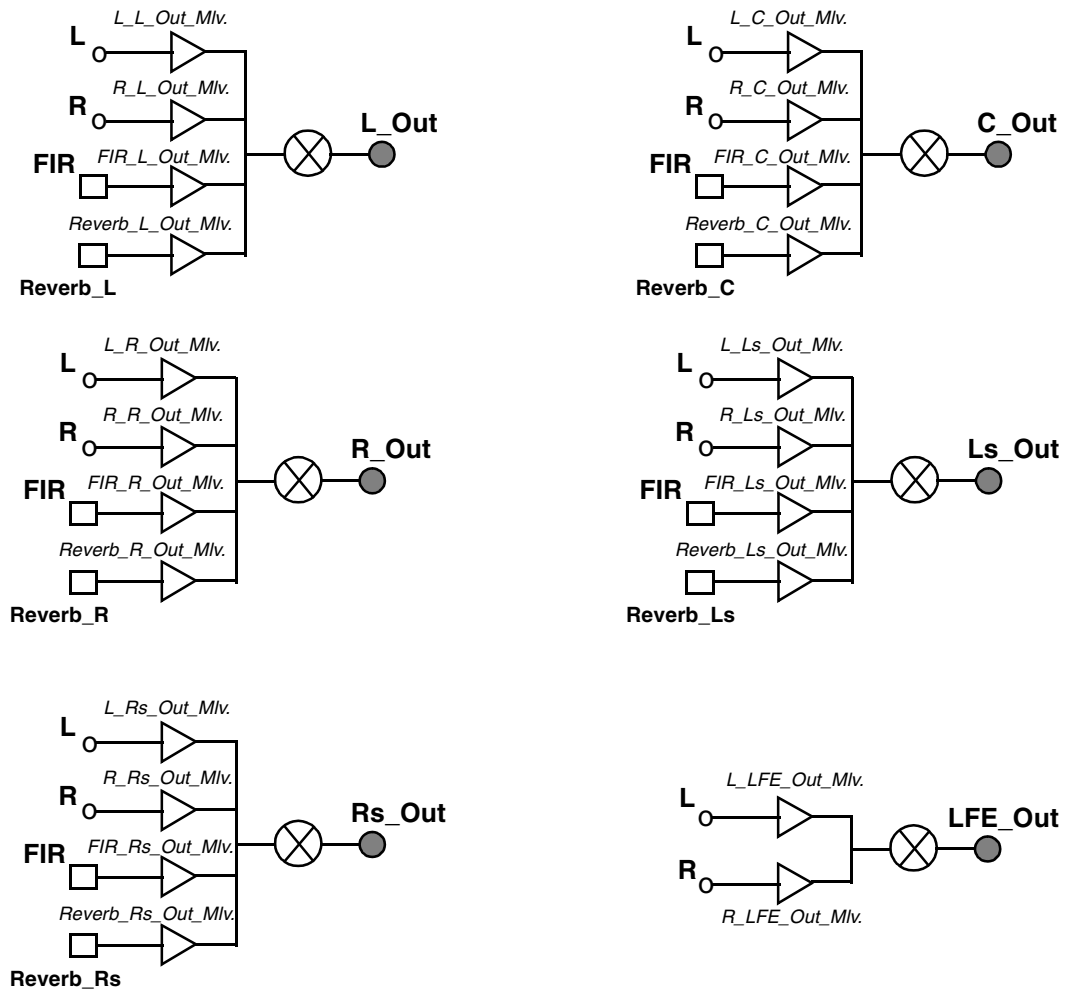 L_L_Out_Mlv.
L
R_L_Out_Mlv.
R
L_Out
FIR
FIR_L_Out_Mlv.
Reverb_L_Out_Mlv.
Reverb_L
L_C_Out_Mlv.
L
R_C_Out_Mlv.
R
C_Out
FIR
FIR_C_Out_Mlv.
Reverb_C_Out_Mlv.
Reverb_C
L_R_Out_Mlv.
L
R_R_Out_Mlv.
R
R_Out
FIR
FIR_R_Out_Mlv.
Reverb_R_Out_Mlv.
Reverb_R
L_Ls_Out_Mlv.
L
R_Ls_Out_Mlv.
R
Ls_Out
FIR
FIR_Ls_Out_Mlv.
Reverb_Ls_Out_Mlv.
Reverb_Ls
L_Rs_Out_Mlv.
L
R_Rs_Out_Mlv.
R
Rs_Out
FIR
FIR_Rs_Out_Mlv.
Reverb_Rs_Out_Mlv.
Reverb_Rs
L_LFE_Out_Mlv.
L
LFE_Out
R
R_LFE_Out_Mlv.